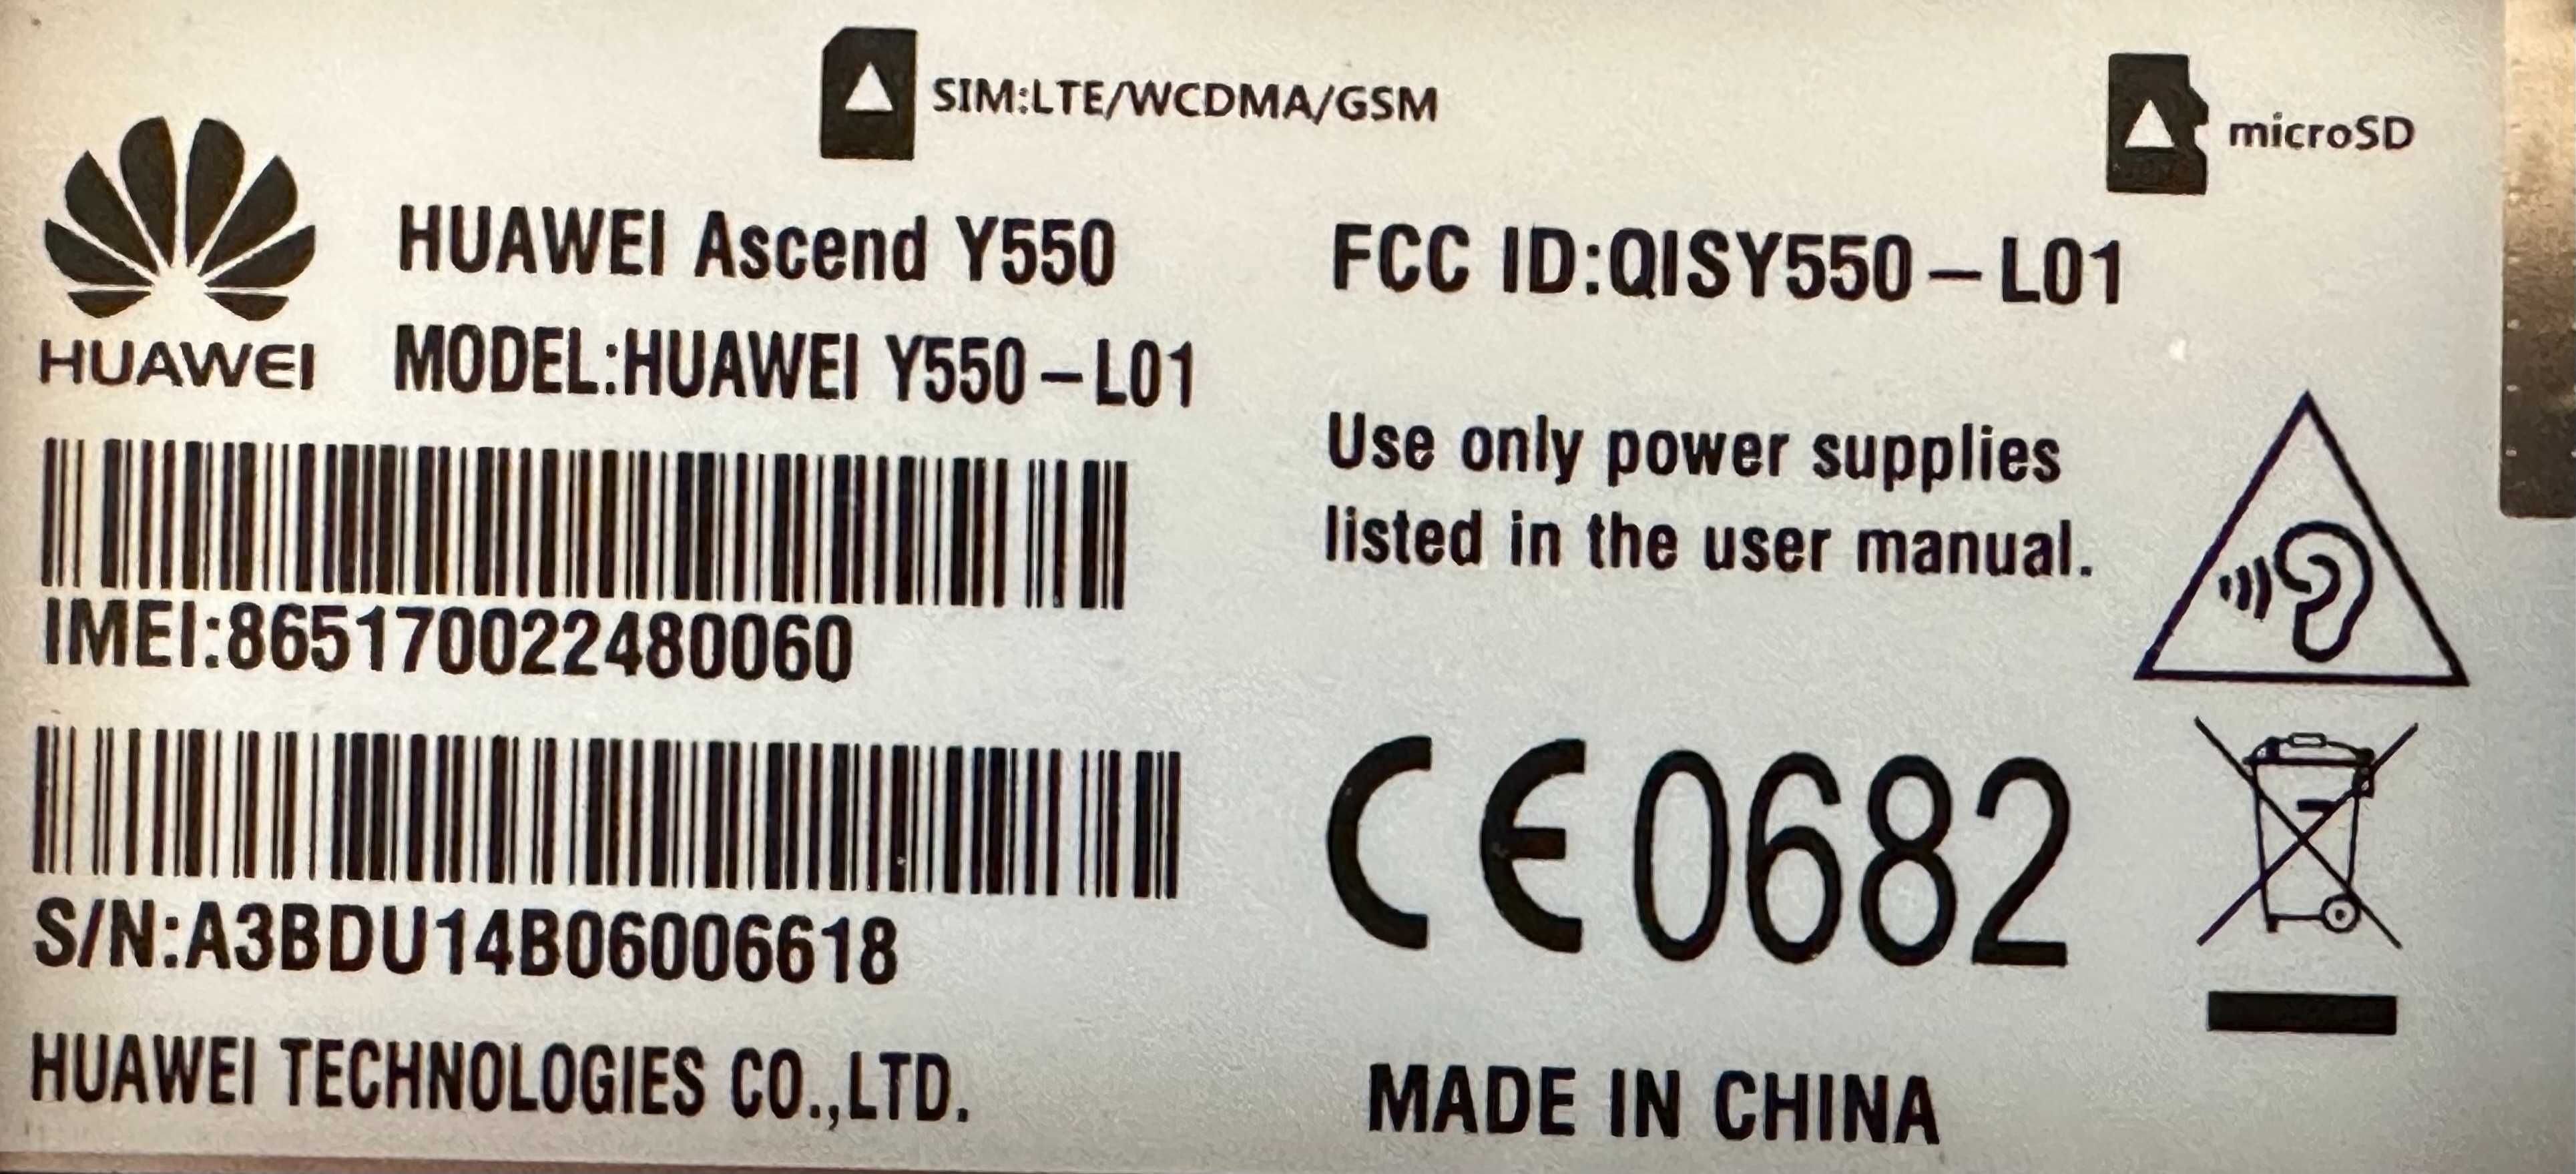 SIM:LTE/WCDMA/GSM
microSD
HUAWEI
HUAWEI Ascend Y550
MODEL:HUAWEI Y550-L01
IMEI:865170022480060
S/N:A3BDU14B06006618
HUAWEI TECHNOLOGIES CO.,LTD.
FCC ID:QISY550-L01
Use only power supplies
listed in the user manual.
CE0682
MADE IN CHINA